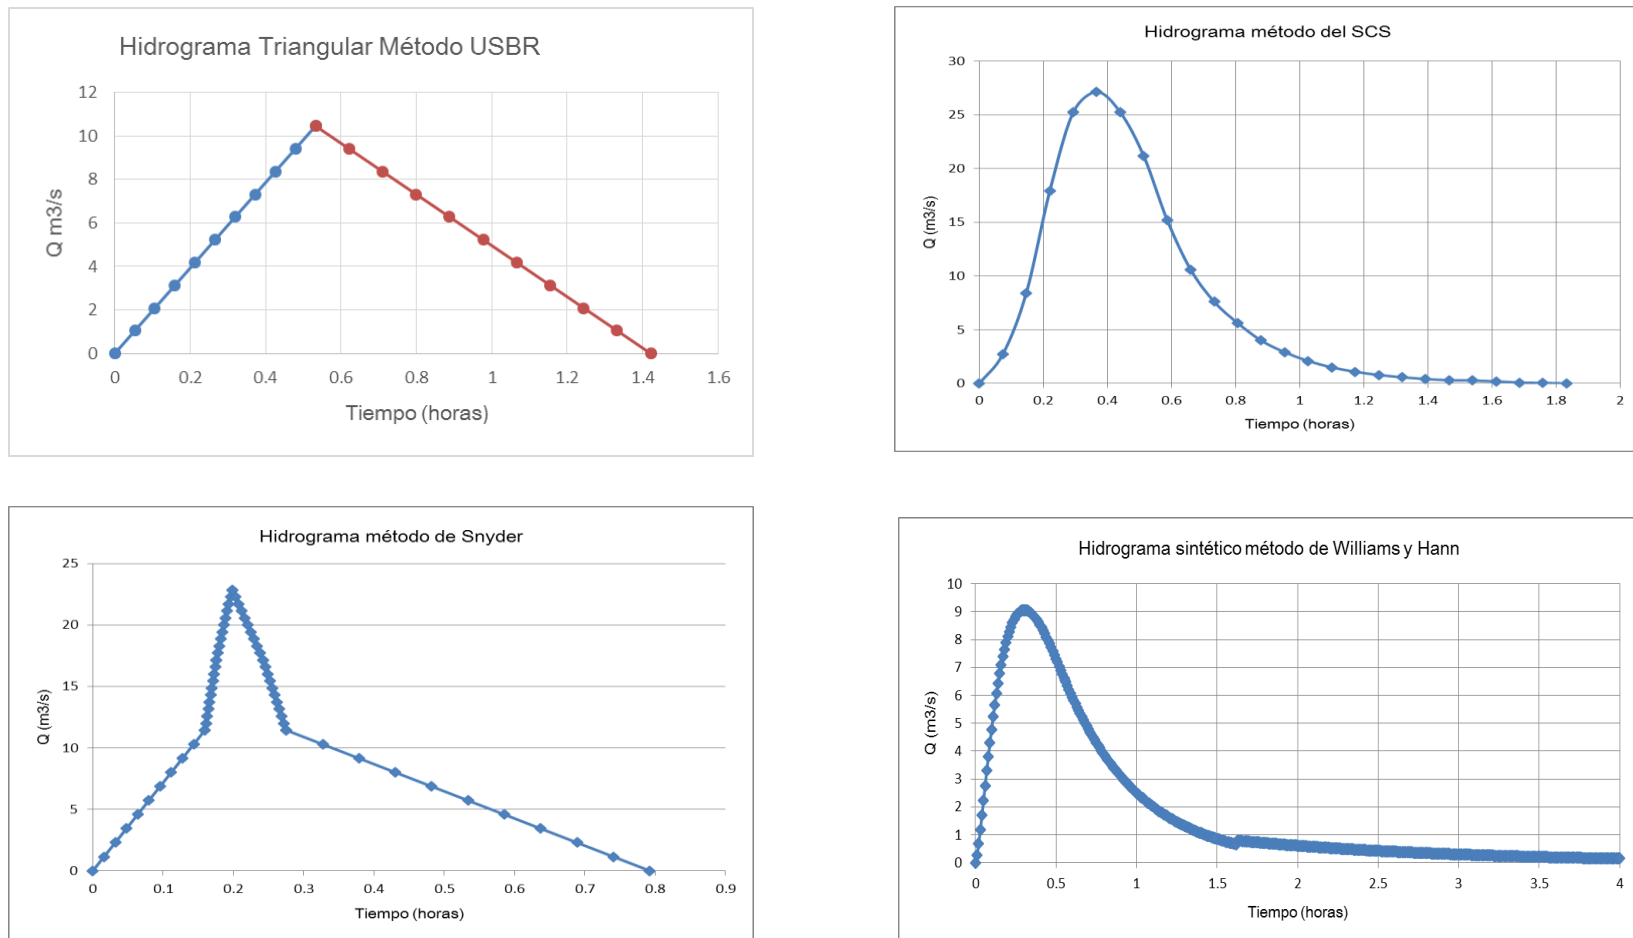 Hidrograma Triangular Método USBR
12
10
8
6
4
2
0
Q m3/s
0 0.2 0.4 0.6 0.8 1 1.2 1.4 1.6
Tiempo (horas)
Hidrograma método del SCS
30
25
20
15
10
5
0
Q (m3/s)
0 0.2 0.4 0.6 0.8 1 1.2 1.4 1.6 1.8 2
Tiempo (horas)
Hidrograma método de Snyder
25
20
15
10
5
0
Q (m3/s)
0 0.1 0.2 0.3 0.4 0.5 0.6 0.7 0.8 0.9
Tiempo (horas)
Hidrograma sintético método de Williams y Hann
10
9
8
7
6
5
4
3
2
1
0
Q (m3/s)
0 0.5 1 1.5 2 2.5 3 3.5 4
Tiempo (horas)